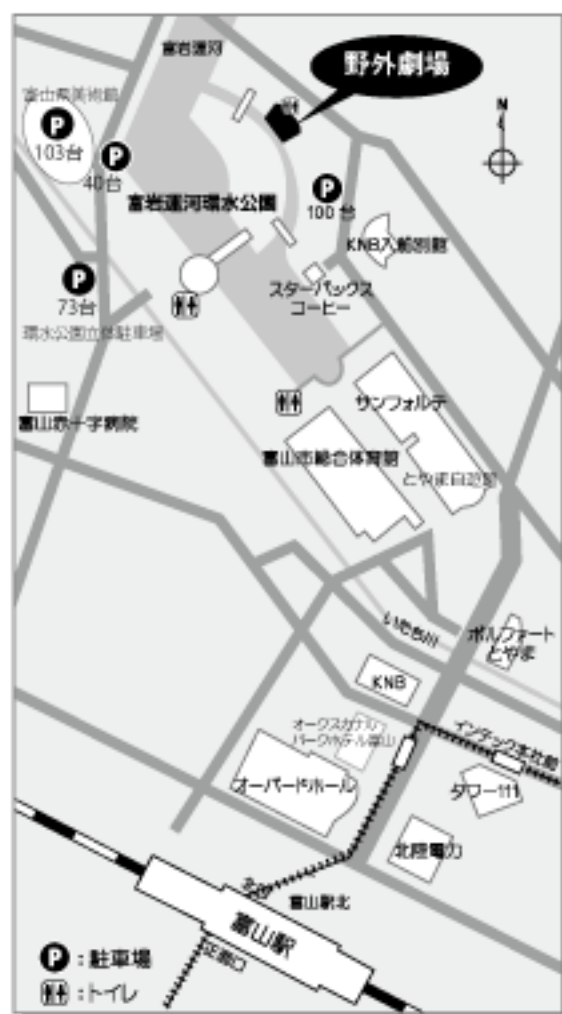 富岩運河
野外劇場
富山県美術館
P
103台
P
40台
N
富岩運河環水公園
P
100台
KNB入船別館
スターバックス
コーヒー
P
73台
環水公園立体駐車場
富山赤十字病院
サンフォルテ
富山市総合体育館
とやま自遊館
いたち川
ボルファート
とやま
KNB
オークスカナル
パークホテル富山
インテック本社前
オーバードホール
タワー111
北陸電力
北口
富山駅北
富山駅
正面口
P:駐車場
:トイレ